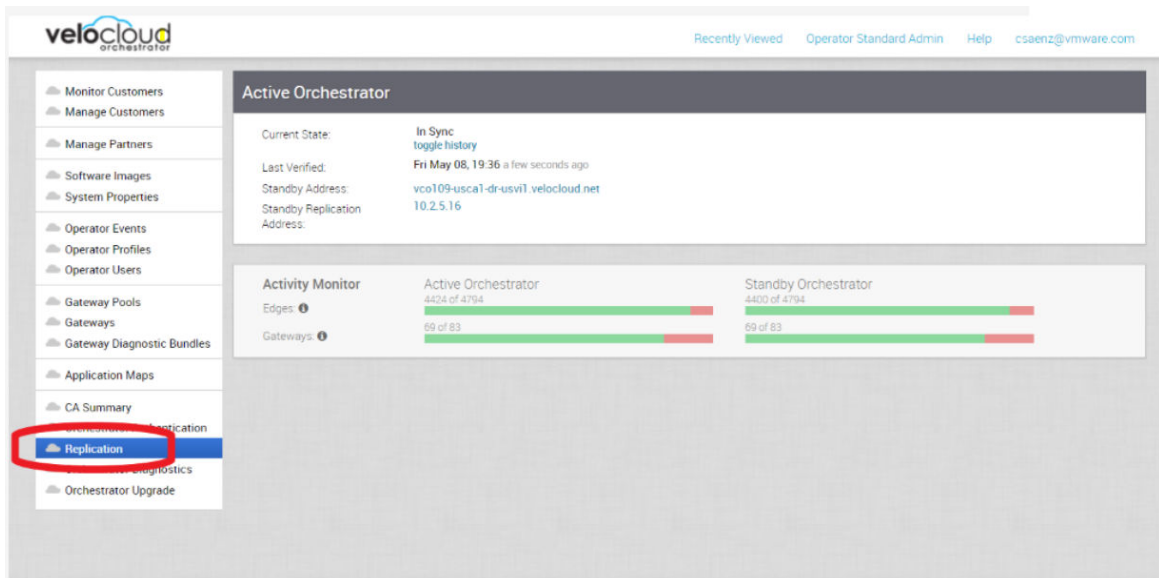 velocloud
orchestrator
Recently Viewed Operator Standard Admin Help csaenz@vmware.com
Monitor Customers
Manage Customers
Manage Partners
Software Images
System Properties
Operator Events
Operator Profiles
Operator Users
Gateway Pools
Gateways
Gateway Diagnostic Bundles
Application Maps
CA Summary
Orchestrator Authentication
Replication
Orchestrator Diagnostics
Orchestrator Upgrade
Active Orchestrator
Current State: In Sync
toggle history
Last Verified: Fri May 08, 19:36 a few seconds ago
Standby Address: vco109-usca1-dr-usvi1.velocloud.net
Standby Replication 10.2.5.16
Address:
Activity Monitor Active Orchestrator Standby Orchestrator
4424 of 4794 4400 of 4794
Edges:
69 of 83 69 of 83
Gateways: